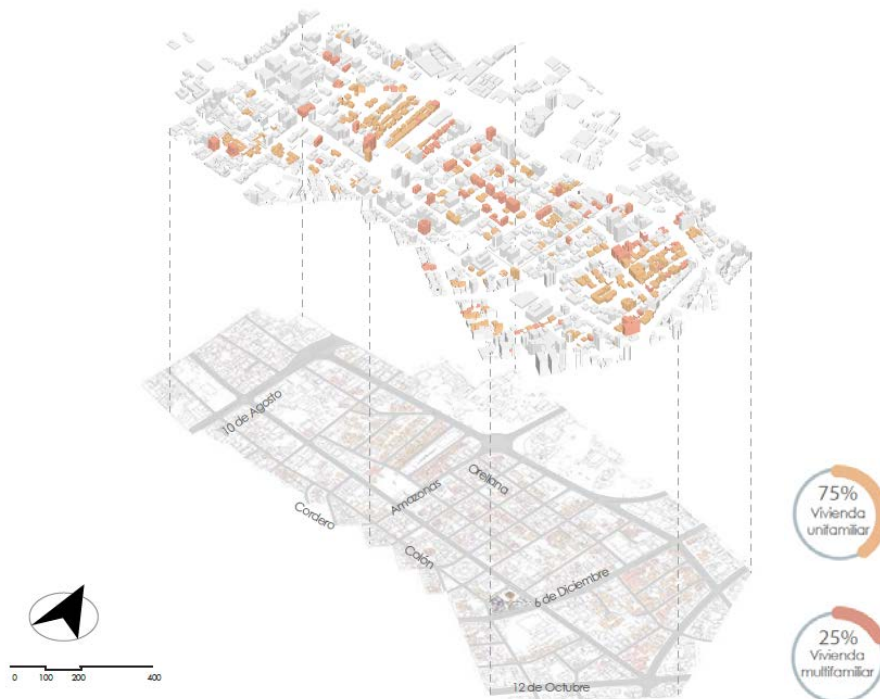 10 de Agosto
Orellana
Amazonas
Cordero
Colón
6 de Diciembre
12 de Octubre
75%
Vivienda
unifamiliar
25%
Vivienda
multifamiliar
0 100 200 400